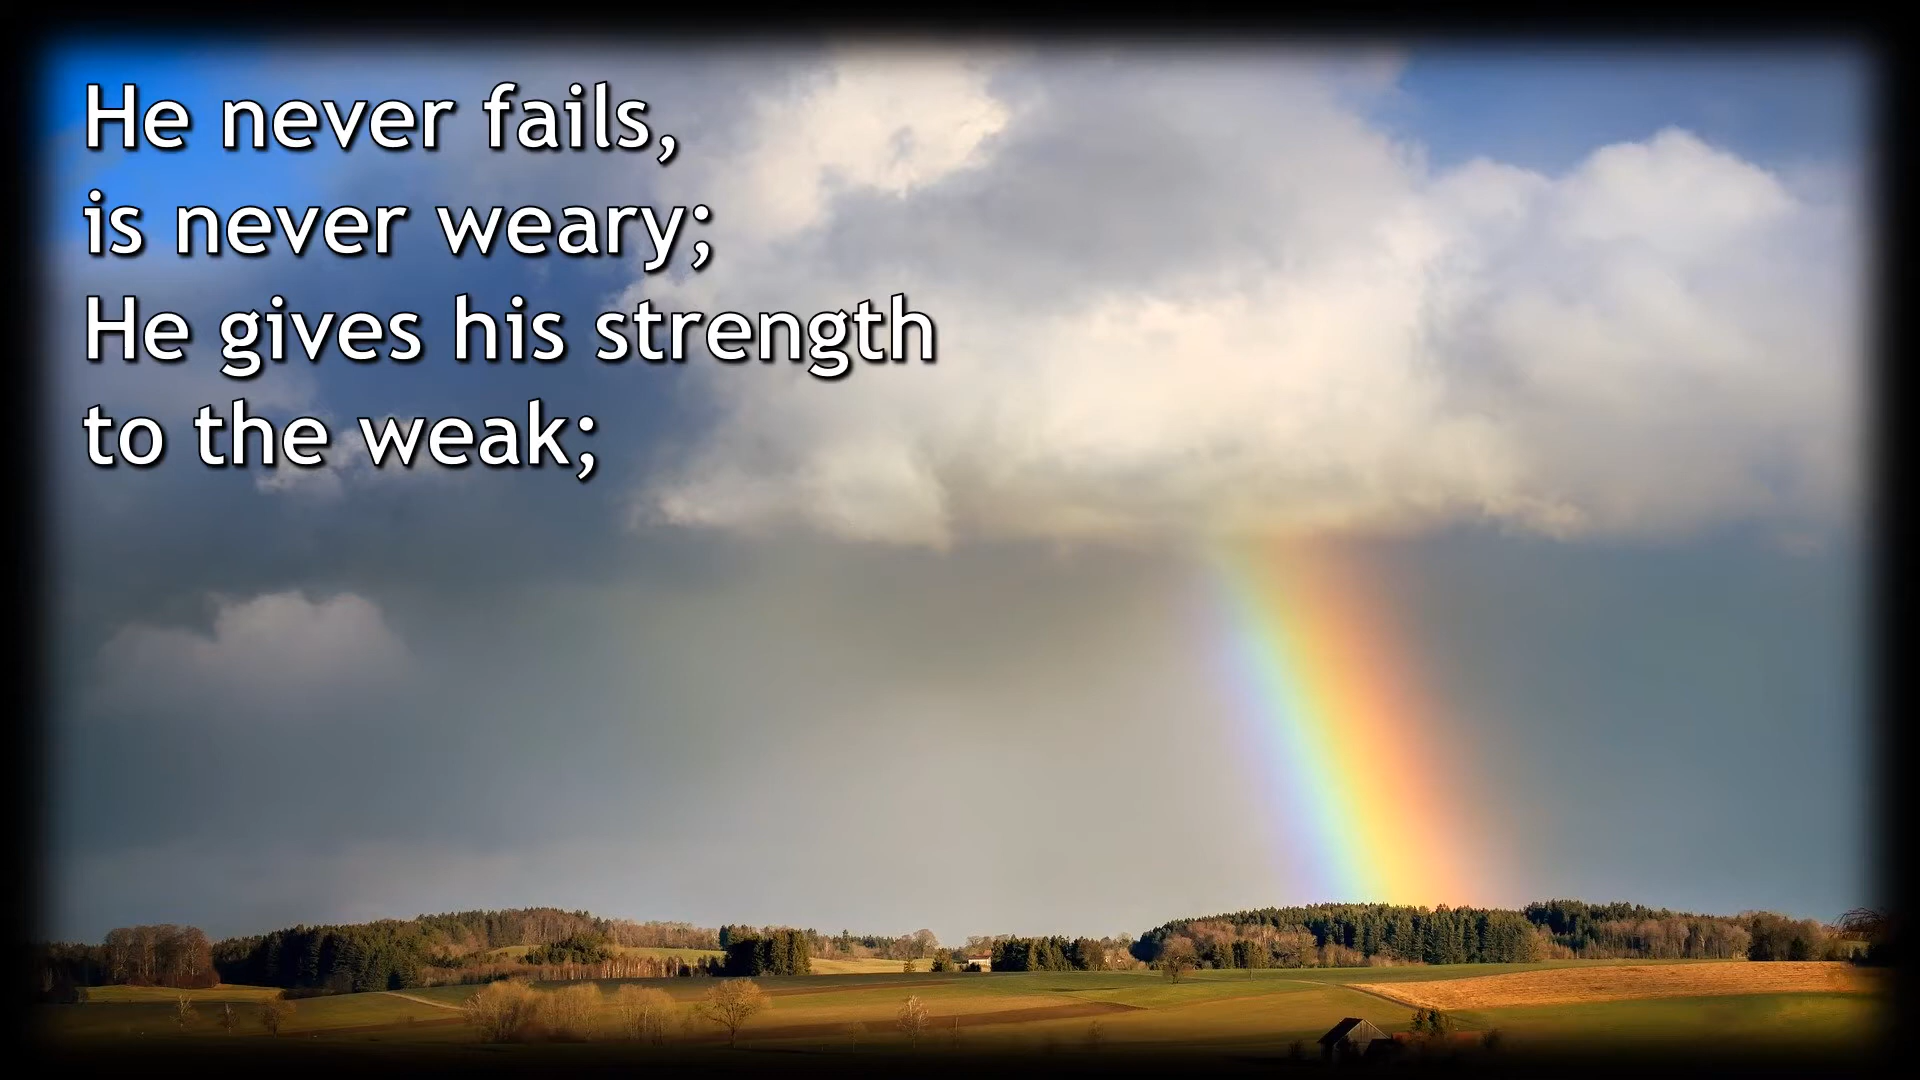 He never fails,
is never weary;
He gives his strength
to the weak;